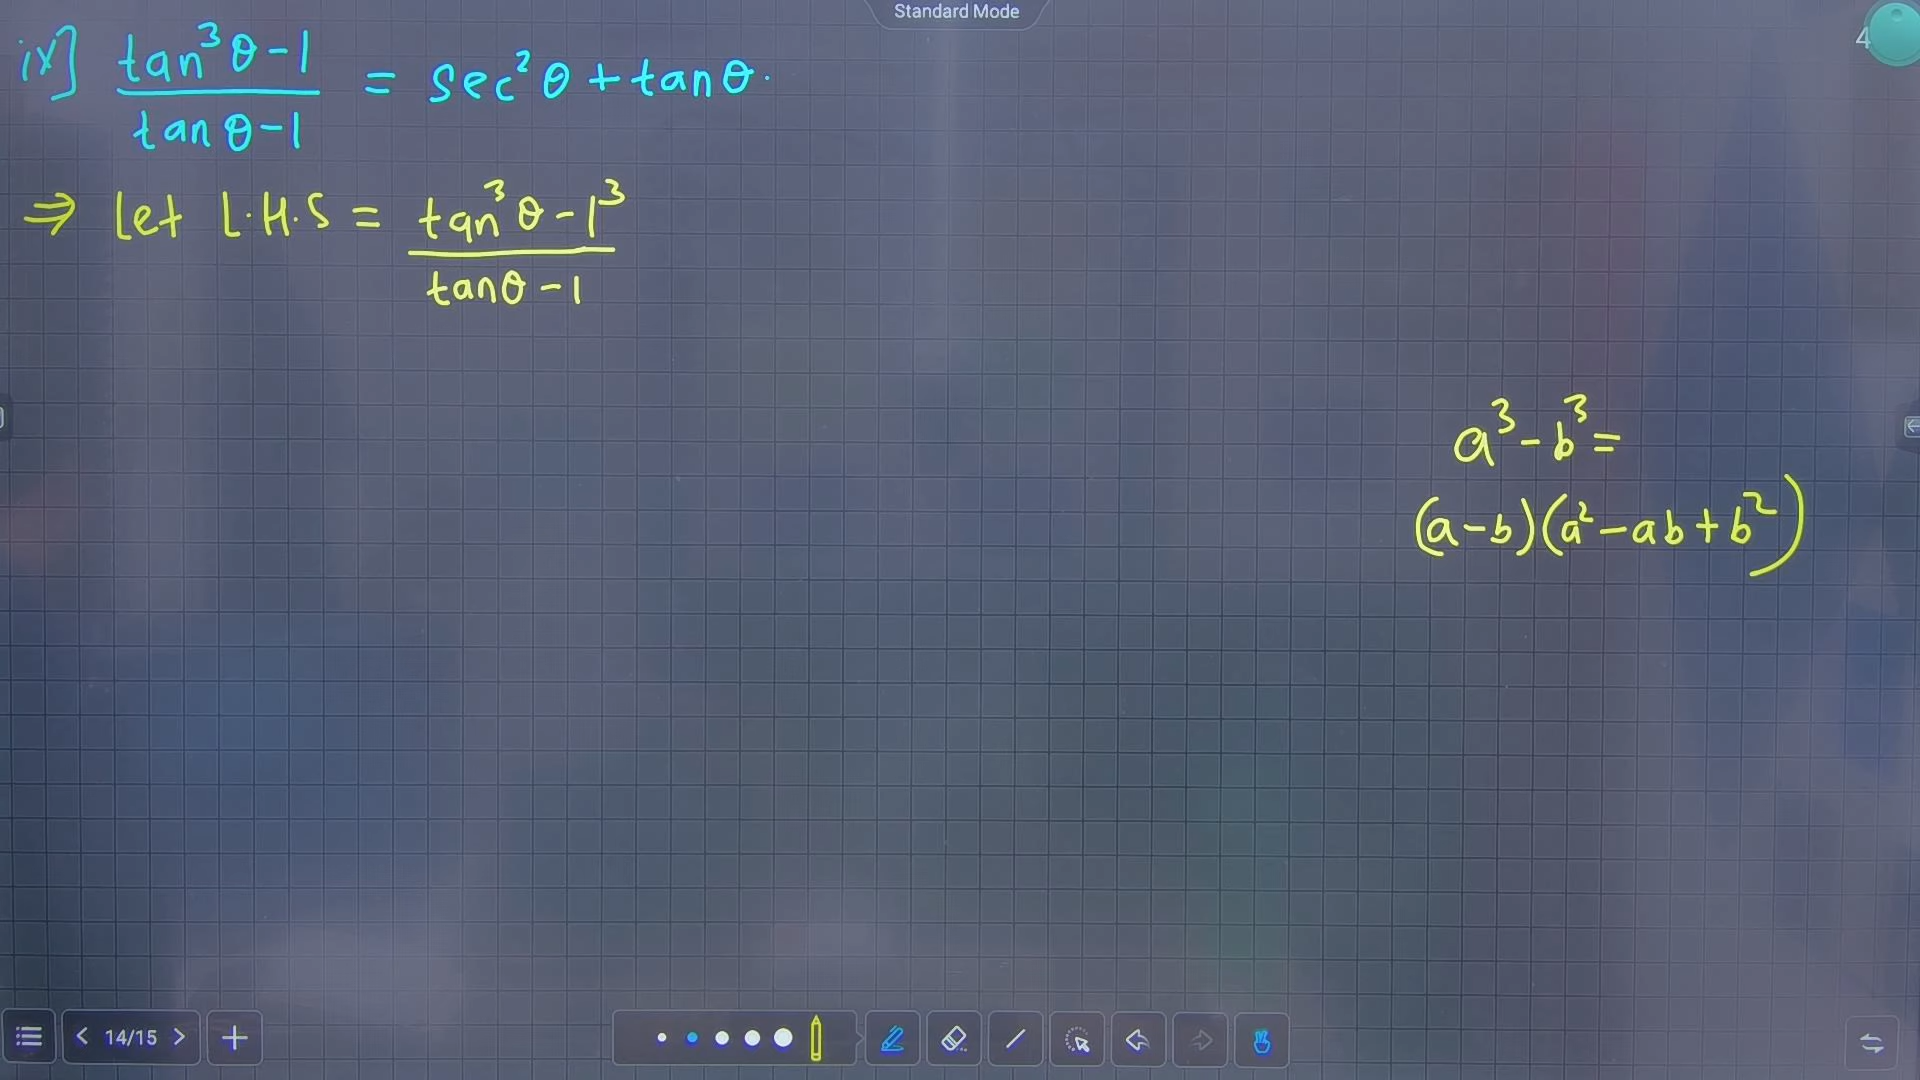 Standard Mode
4
ix] tan³θ-1 / tanθ-1 = sec²θ + tanθ.
⇒ Let L.H.S = tan³θ-1³ / tanθ-1
a³-b³=
(a-b)(a²-ab+b²)
14/15